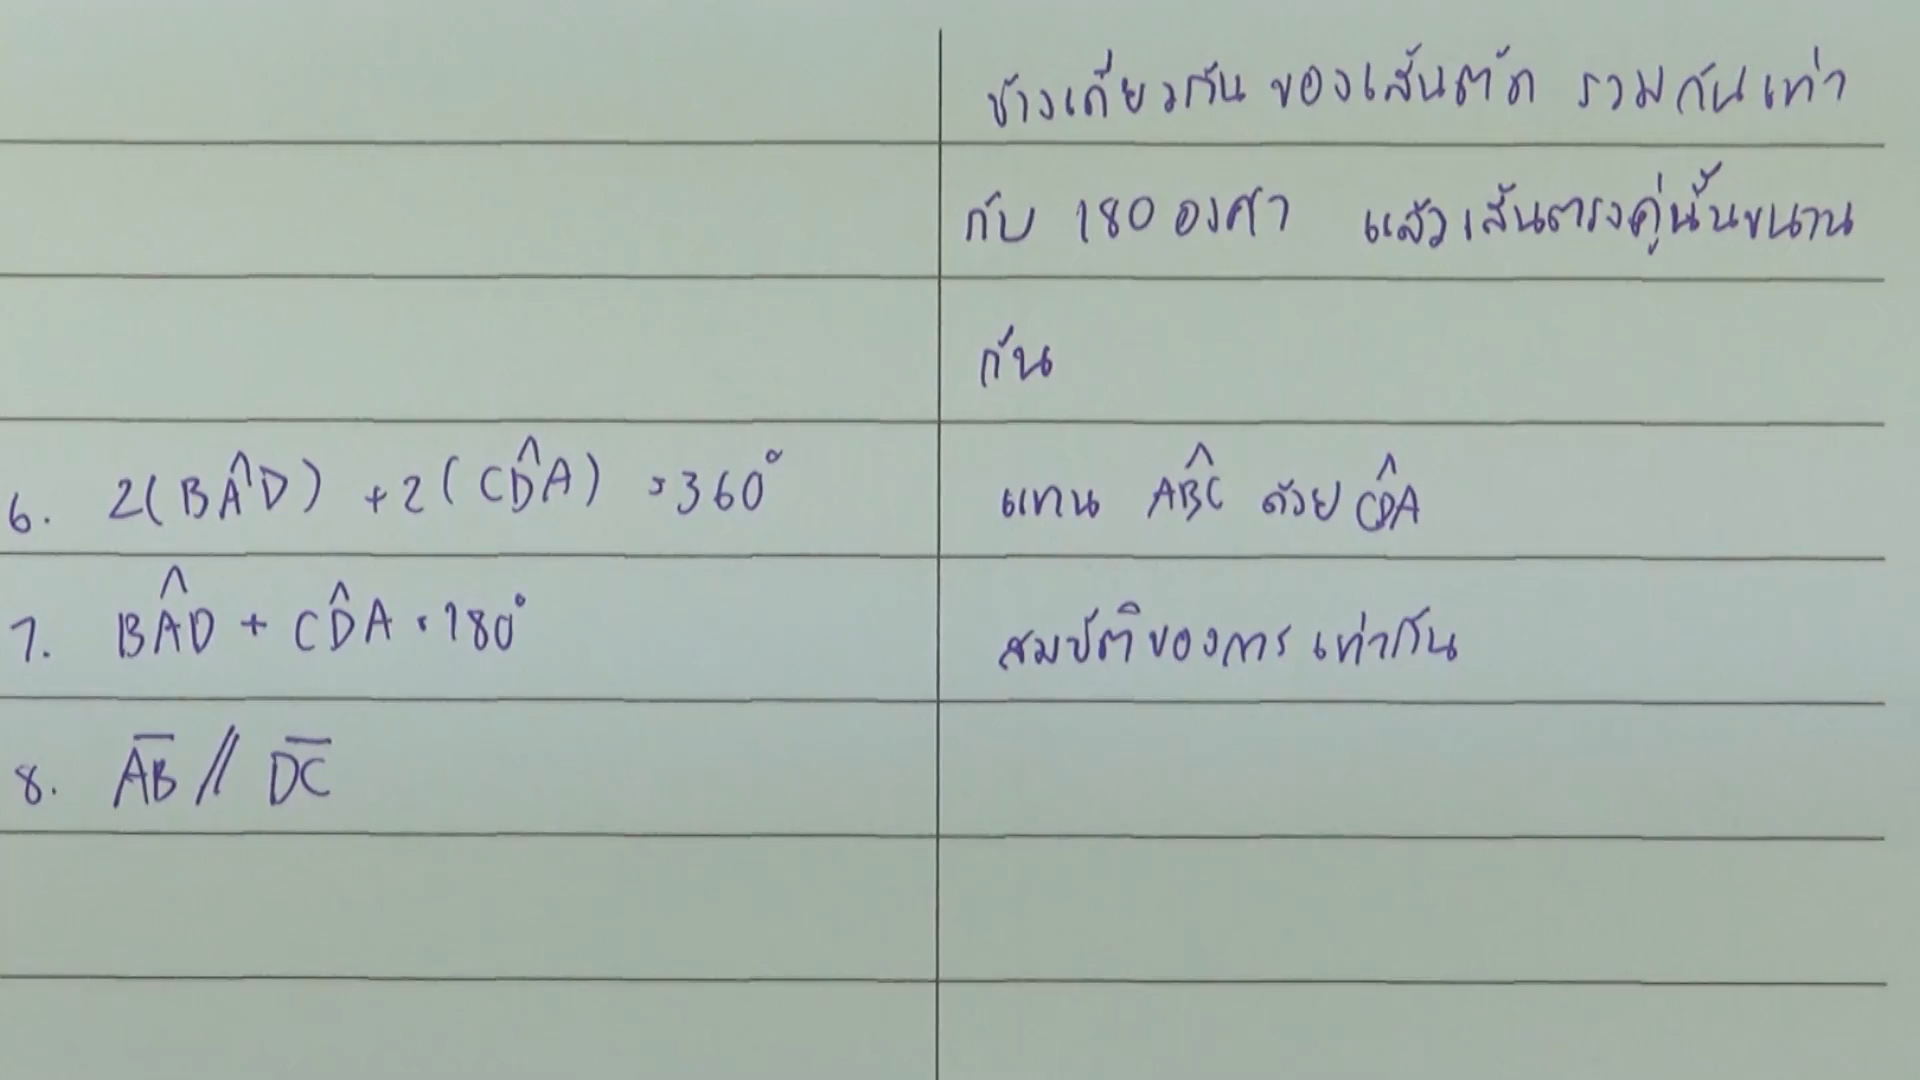 ข้างเดียวกันของเส้นตัด รวมกันเท่า
กับ 180 องศา แล้วเส้นตรงคู่นั้นขนาน
กัน
6. 2(BÂD) + 2(CD̂A) = 360° แทน AB̂C ด้วย CD̂A
7. BÂD + CD̂A = 180° สมบัติของการเท่ากัน
8. A̅B̅ // D̅C̅